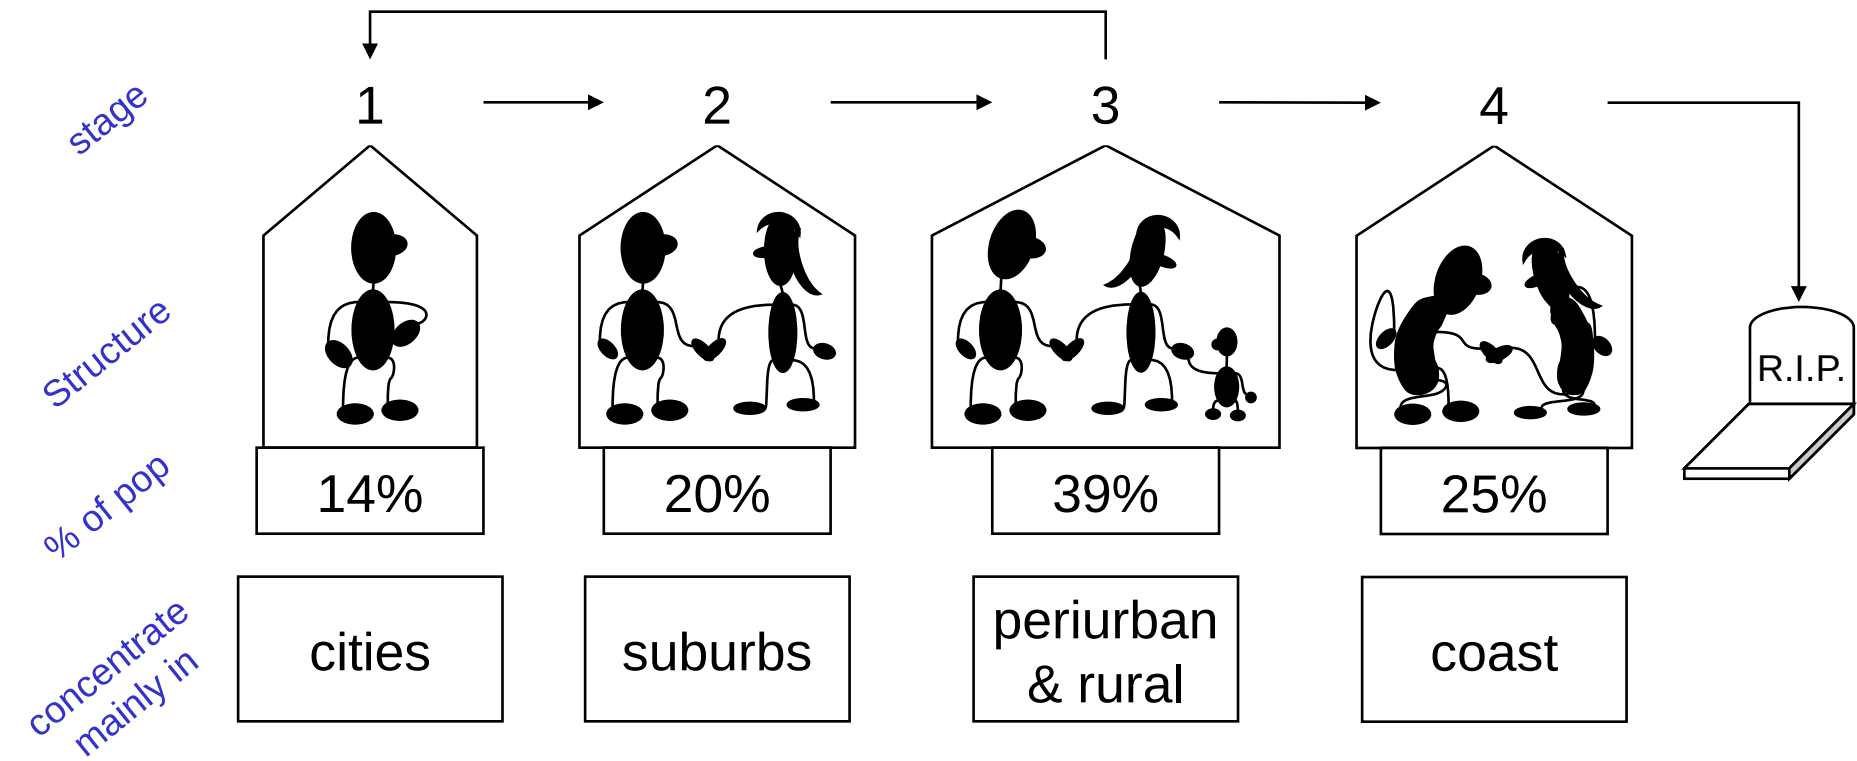 stage
1
2
3
4
Structure
R.I.P.
% of pop
14%
20%
39%
25%
concentrate
mainly in
cities
suburbs
periurban
& rural
coast